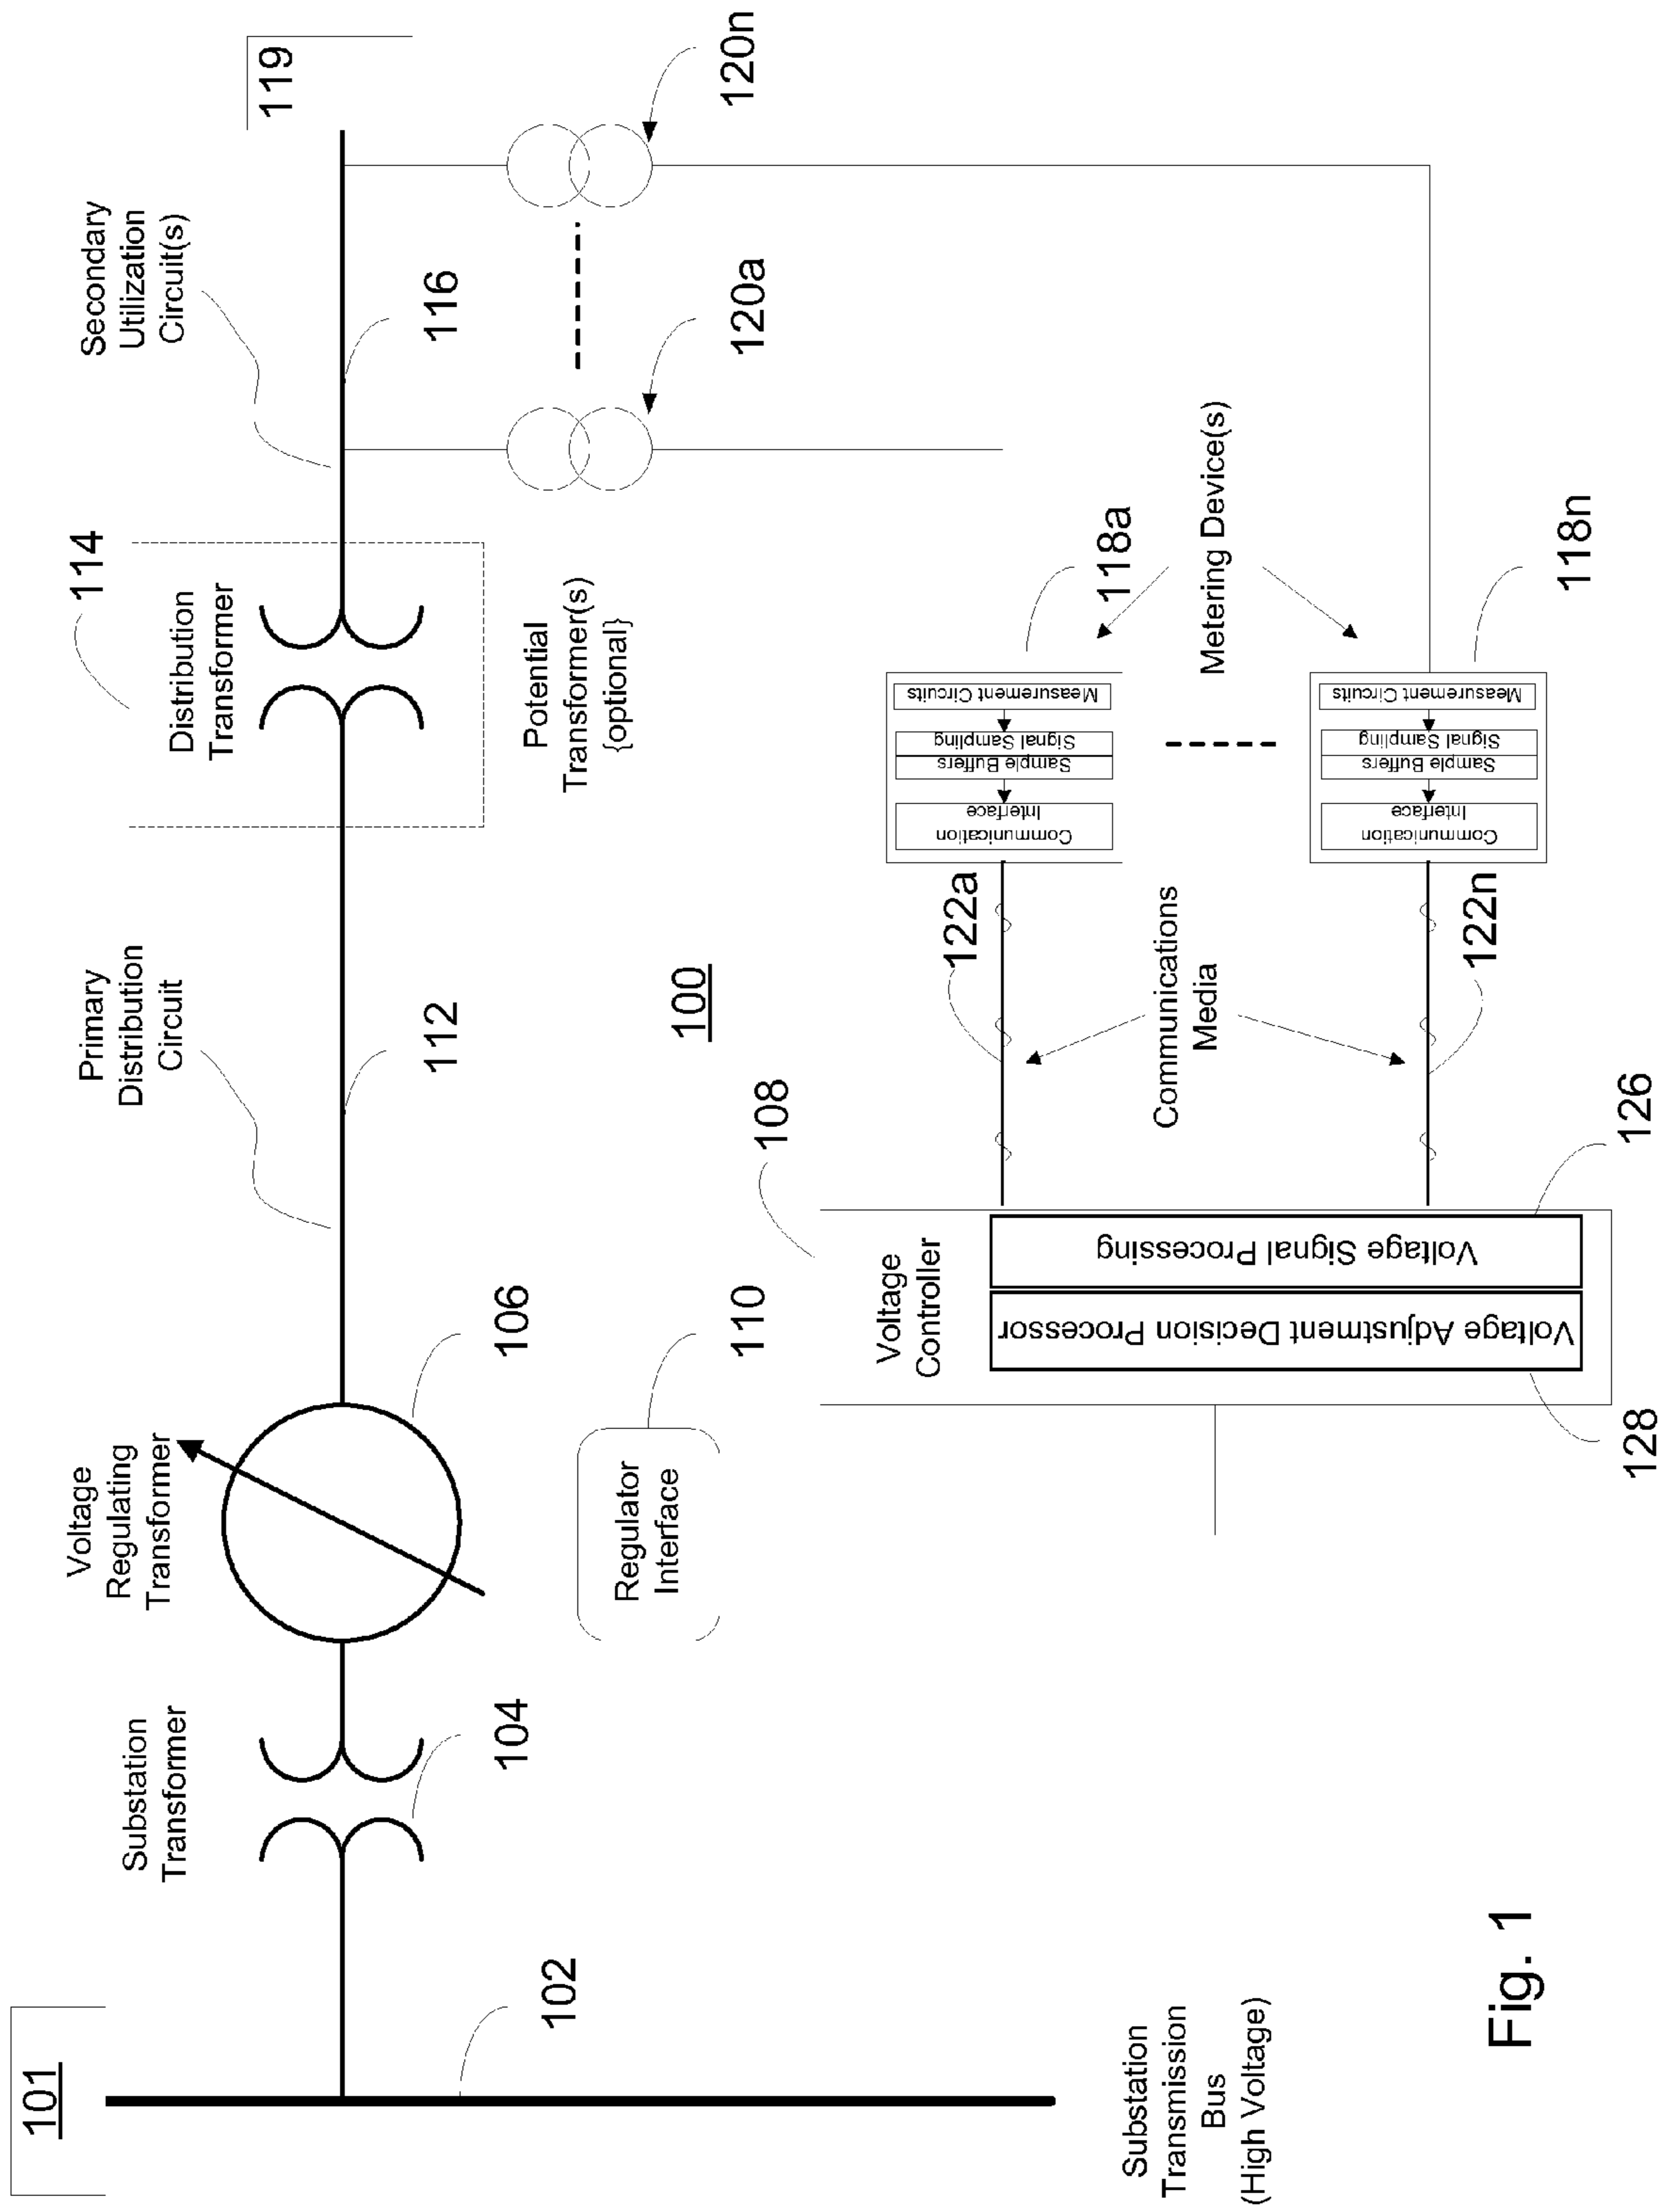 101
Substation
Transmission
Bus
(High Voltage)
102
Substation
Transformer
104
Voltage
Regulating
Transformer
106
Regulator
Interface
110
Primary
Distribution
Circuit
112
114
Distribution
Transformer
Secondary
Utilization
Circuit(s)
116
119
Potential
Transformer(s)
{optional}
120a
120n
100
108
Voltage
Controller
Voltage Adjustment Decision Processor
Voltage Signal Processing
128
126
122a
Communications
Media
122n
Communication
Interface
Sample Buffers
Signal Sampling
Measurement Circuits
118a
Metering Device(s)
Communication
Interface
Sample Buffers
Signal Sampling
Measurement Circuits
118n
Fig. 1